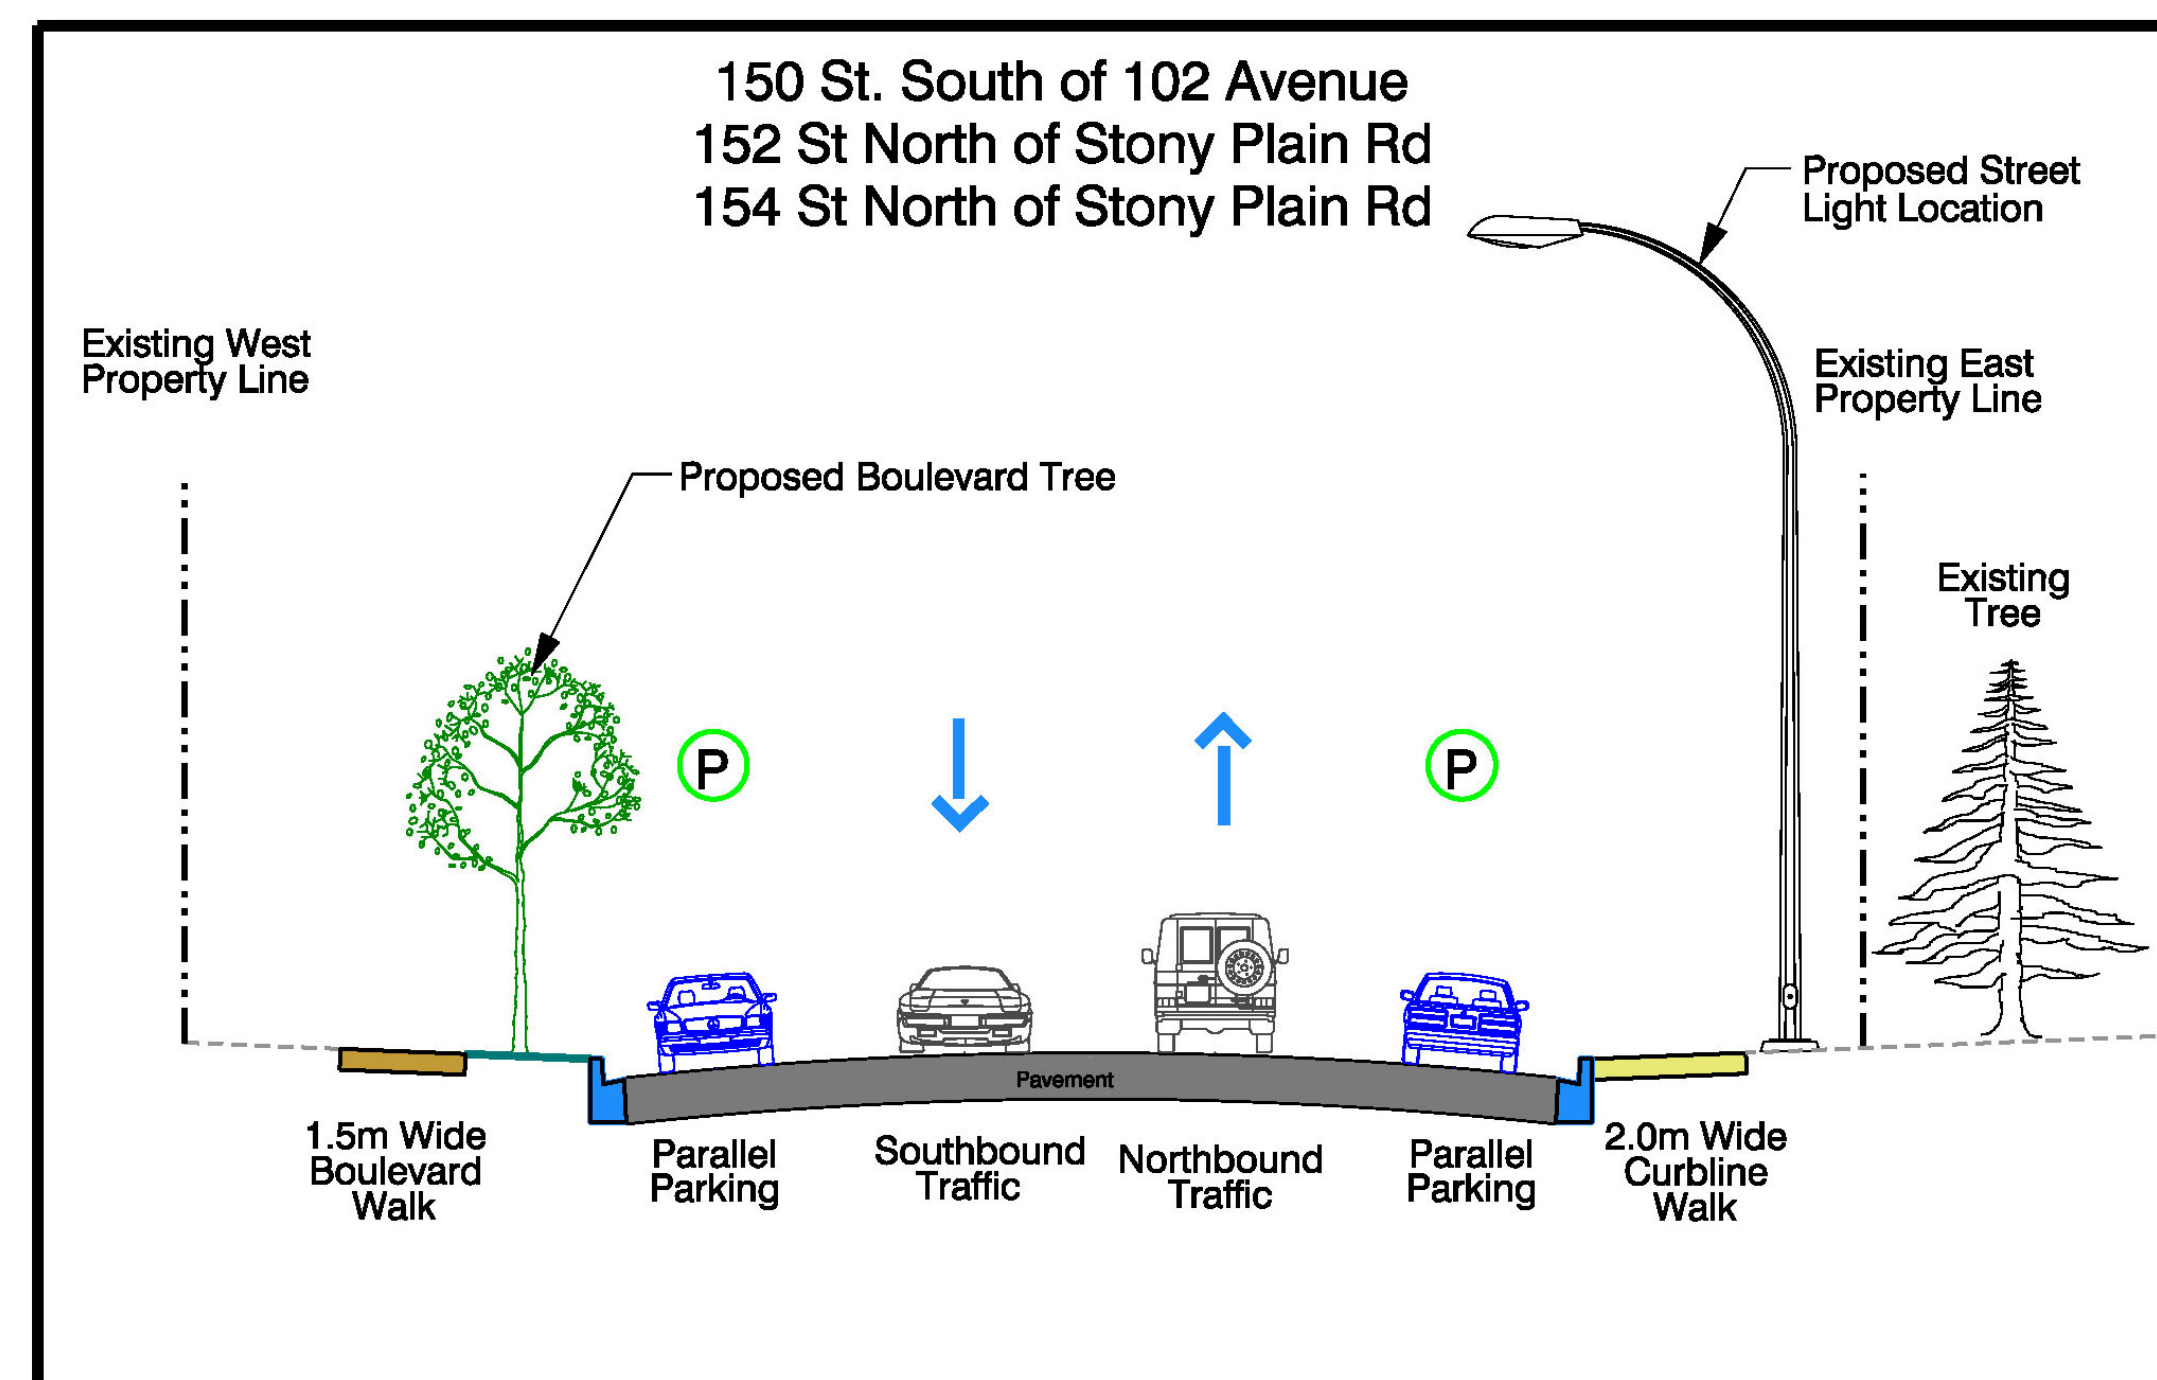 150 St. South of 102 Avenue
152 St North of Stony Plain Rd
154 St North of Stony Plain Rd
Proposed Street
Light Location
Existing West
Property Line
Existing East
Property Line
Proposed Boulevard Tree
Existing
Tree
P
P
Pavement
1.5m Wide
Boulevard
Walk
Parallel
Parking
Southbound
Traffic
Northbound
Traffic
Parallel
Parking
2.0m Wide
Curbline
Walk